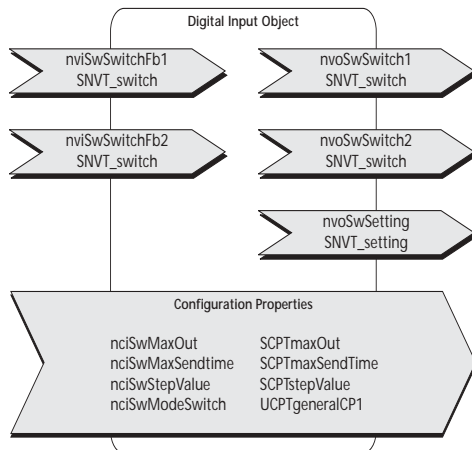 Digital Input Object
nviSwSwitchFb1
SNVT_switch
nvoSwSwitch1
SNVT_switch
nviSwSwitchFb2
SNVT_switch
nvoSwSwitch2
SNVT_switch
nvoSwSetting
SNVT_setting
Configuration Properties
nciSwMaxOut SCPTmaxOut
nciSwMaxSendtime SCPTmaxSendTime
nciSwStepValue SCPTstepValue
nciSwModeSwitch UCPTgeneralCP1